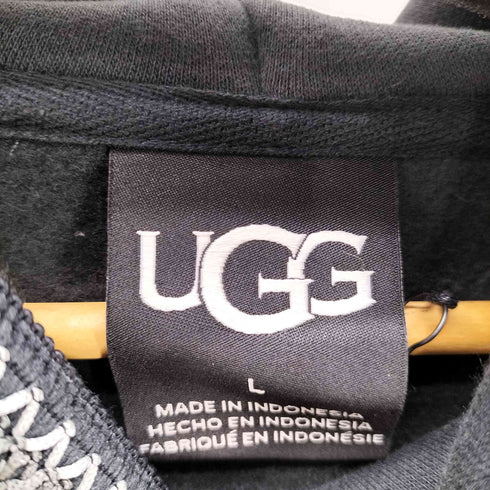 UGG
L
MADE IN INDONESIA
HECHO EN INDONESIA
FABRIQUÉ EN INDONÉSIE